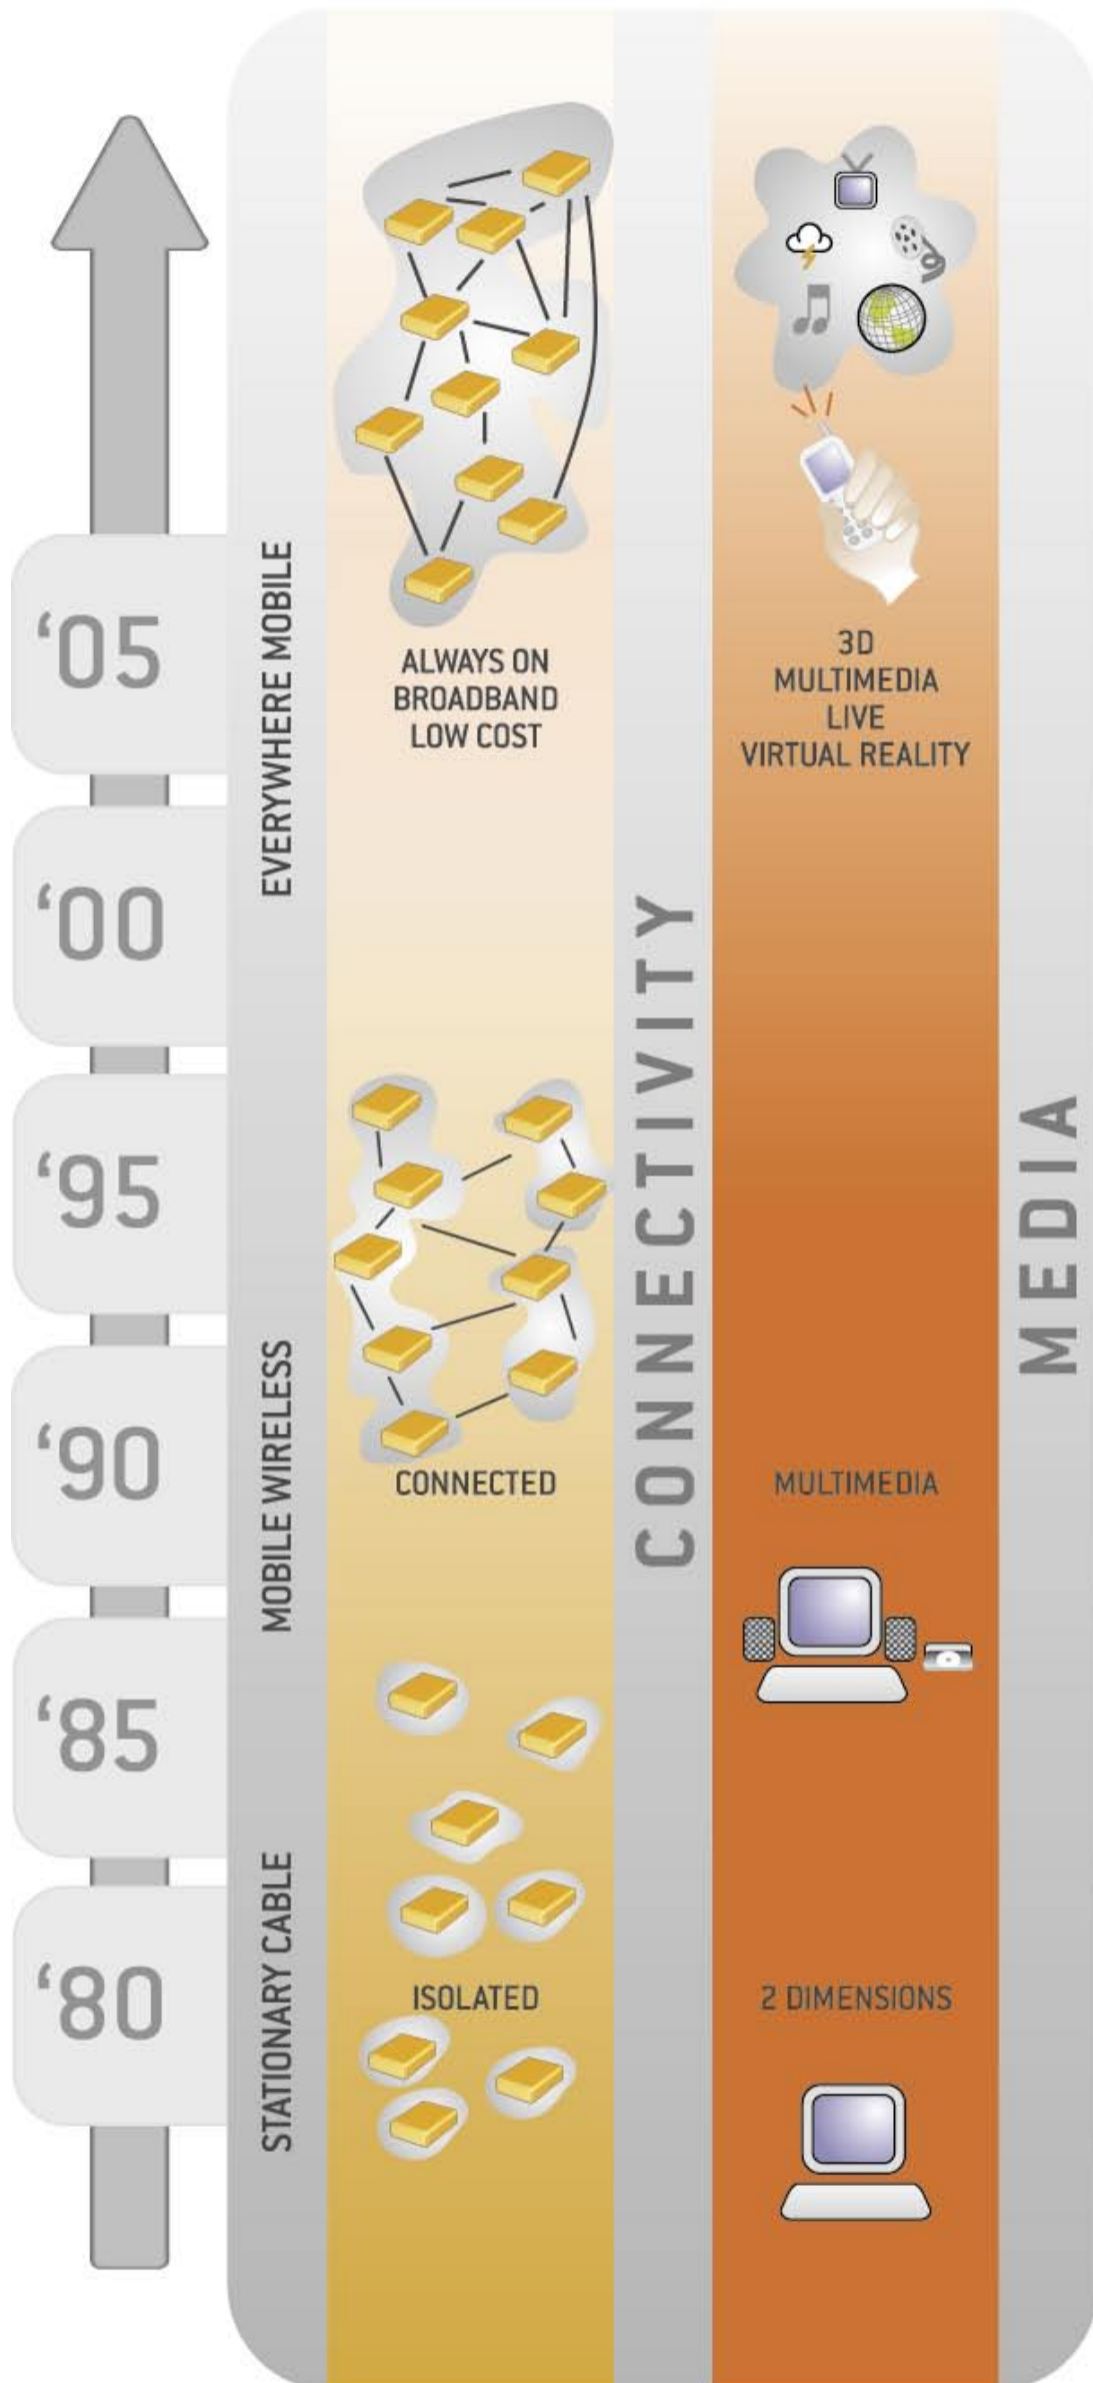 ‘05
‘00
‘95
‘90
‘85
‘80
EVERYWHERE MOBILE
MOBILE WIRELESS
STATIONARY CABLE
ALWAYS ON
BROADBAND
LOW COST
CONNECTED
ISOLATED
CONNECTIVITY
3D
MULTIMEDIA
LIVE
VIRTUAL REALITY
MULTIMEDIA
2 DIMENSIONS
MEDIA